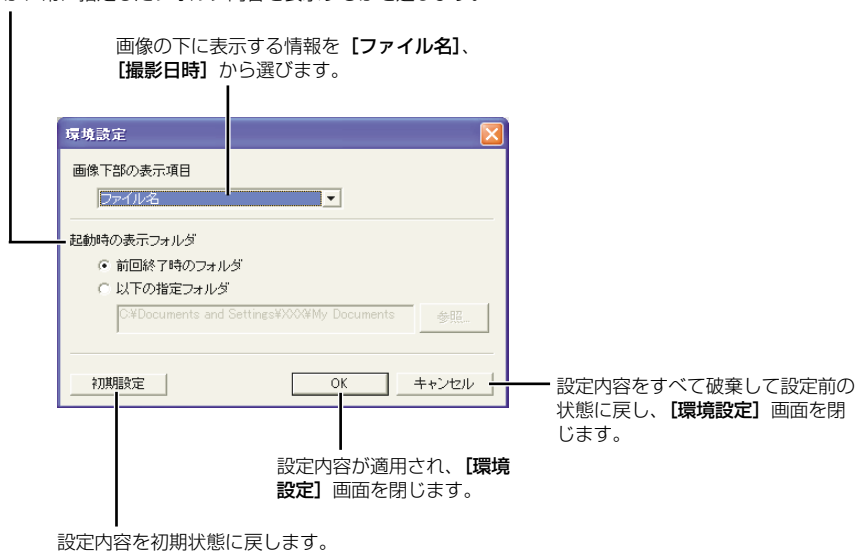 画像の下に表示する情報を[ファイル名]、
[撮影日時]から選びます。
環境設定
画像下部の表示項目
ファイル名
起動時の表示フォルダ
前回終了時のフォルダ
以下の指定フォルダ
C:¥Documents and Settings¥XXX¥My Documents
参照...
初期設定
OK
キャンセル
設定内容をすべて破棄して設定前の
状態に戻し、[環境設定]画面を閉
じます。
設定内容が適用され、[環境
設定]画面を閉じます。
設定内容を初期状態に戻します。